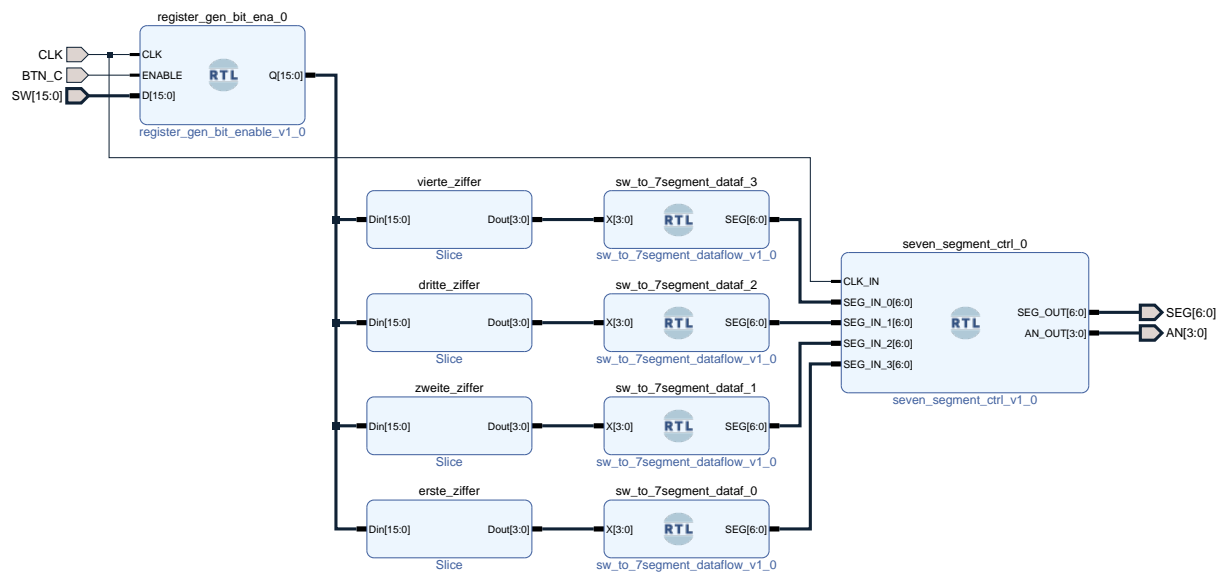 register_gen_bit_ena_0
CLK
CLK
BTN_C
ENABLE
RTL
Q[15:0]
SW[15:0]
D[15:0]
register_gen_bit_enable_v1_0
vierte_ziffer
sw_to_7segment_dataf_3
Din[15:0]
Dout[3:0]
X[3:0]
RTL
SEG[6:0]
Slice
sw_to_7segment_dataflow_v1_0
dritte_ziffer
sw_to_7segment_dataf_2
Din[15:0]
Dout[3:0]
X[3:0]
RTL
SEG[6:0]
Slice
sw_to_7segment_dataflow_v1_0
zweite_ziffer
sw_to_7segment_dataf_1
Din[15:0]
Dout[3:0]
X[3:0]
RTL
SEG[6:0]
Slice
sw_to_7segment_dataflow_v1_0
erste_ziffer
sw_to_7segment_dataf_0
Din[15:0]
Dout[3:0]
X[3:0]
RTL
SEG[6:0]
Slice
sw_to_7segment_dataflow_v1_0
seven_segment_ctrl_0
CLK_IN
SEG_IN_0[6:0]
SEG_IN_1[6:0]
SEG_IN_2[6:0]
SEG_IN_3[6:0]
RTL
SEG_OUT[6:0]
AN_OUT[3:0]
SEG[6:0]
AN[3:0]
seven_segment_ctrl_v1_0